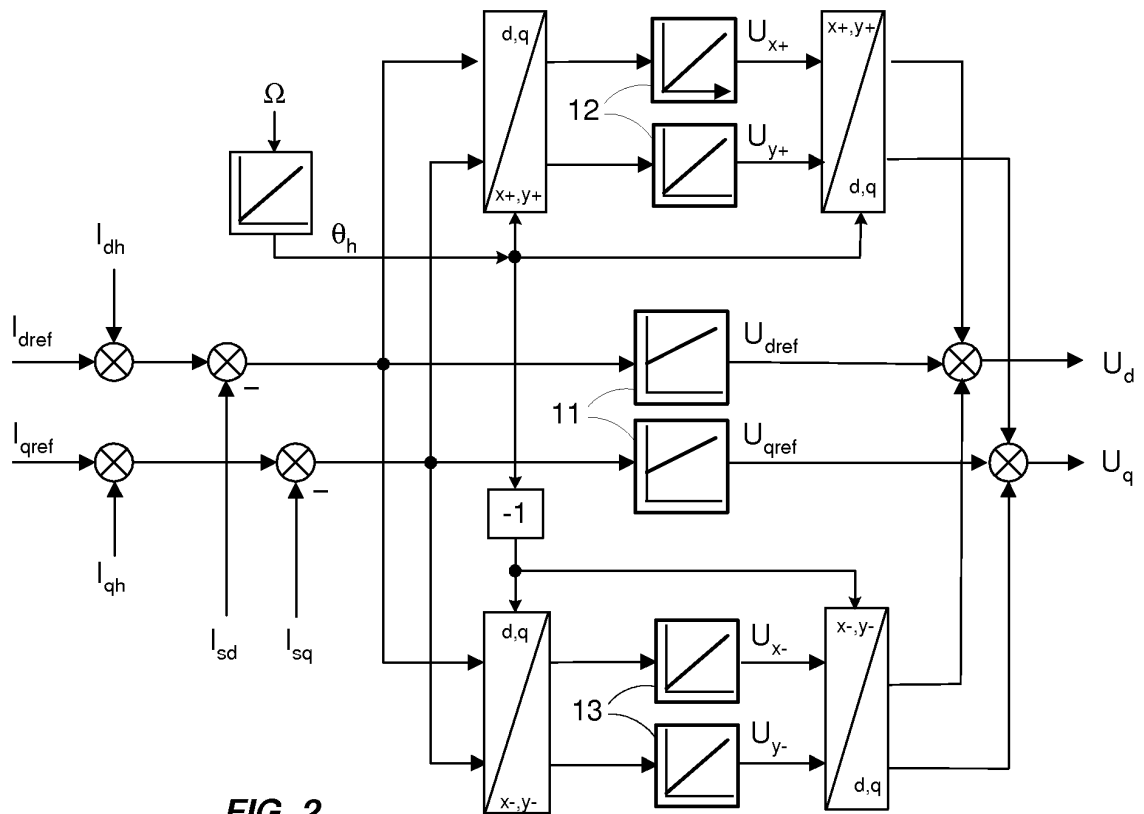 d,q
x+,y+
U_x+
x+,y+
d,q
12
U_y+
Ω
θ_h
I_dh
I_dref
U_dref
U_d
–
11
I_qref
U_qref
U_q
–
-1
I_qh
I_sd
I_sq
d,q
x-,y-
U_x-
x-,y-
d,q
13
U_y-
FIG. 2